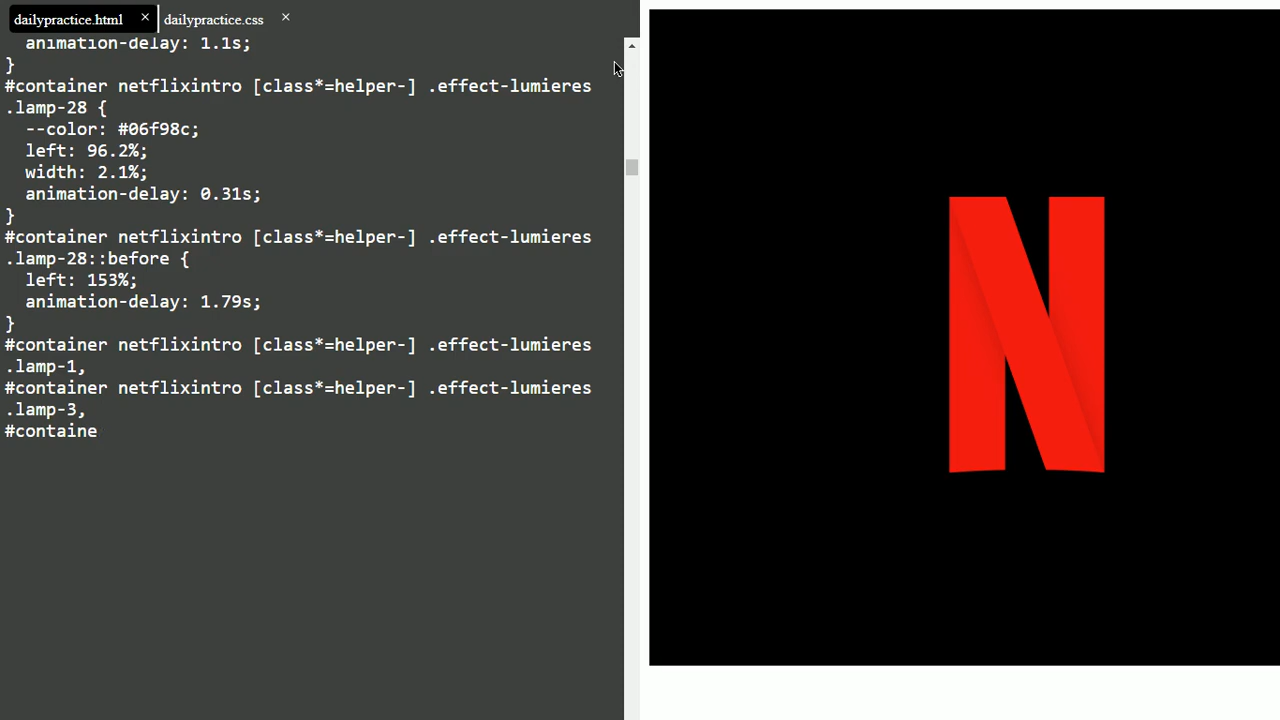 dailypractice.html × dailypractice.css ×
animation-delay: 1.1s;
}
#container netflixintro [class*=helper-] .effect-lumieres
.lamp-28 {
--color: #06f98c;
left: 96.2%;
width: 2.1%;
animation-delay: 0.31s;
}
#container netflixintro [class*=helper-] .effect-lumieres
.lamp-28::before {
left: 153%;
animation-delay: 1.79s;
}
#container netflixintro [class*=helper-] .effect-lumieres
.lamp-1,
#container netflixintro [class*=helper-] .effect-lumieres
.lamp-3,
#containe
N